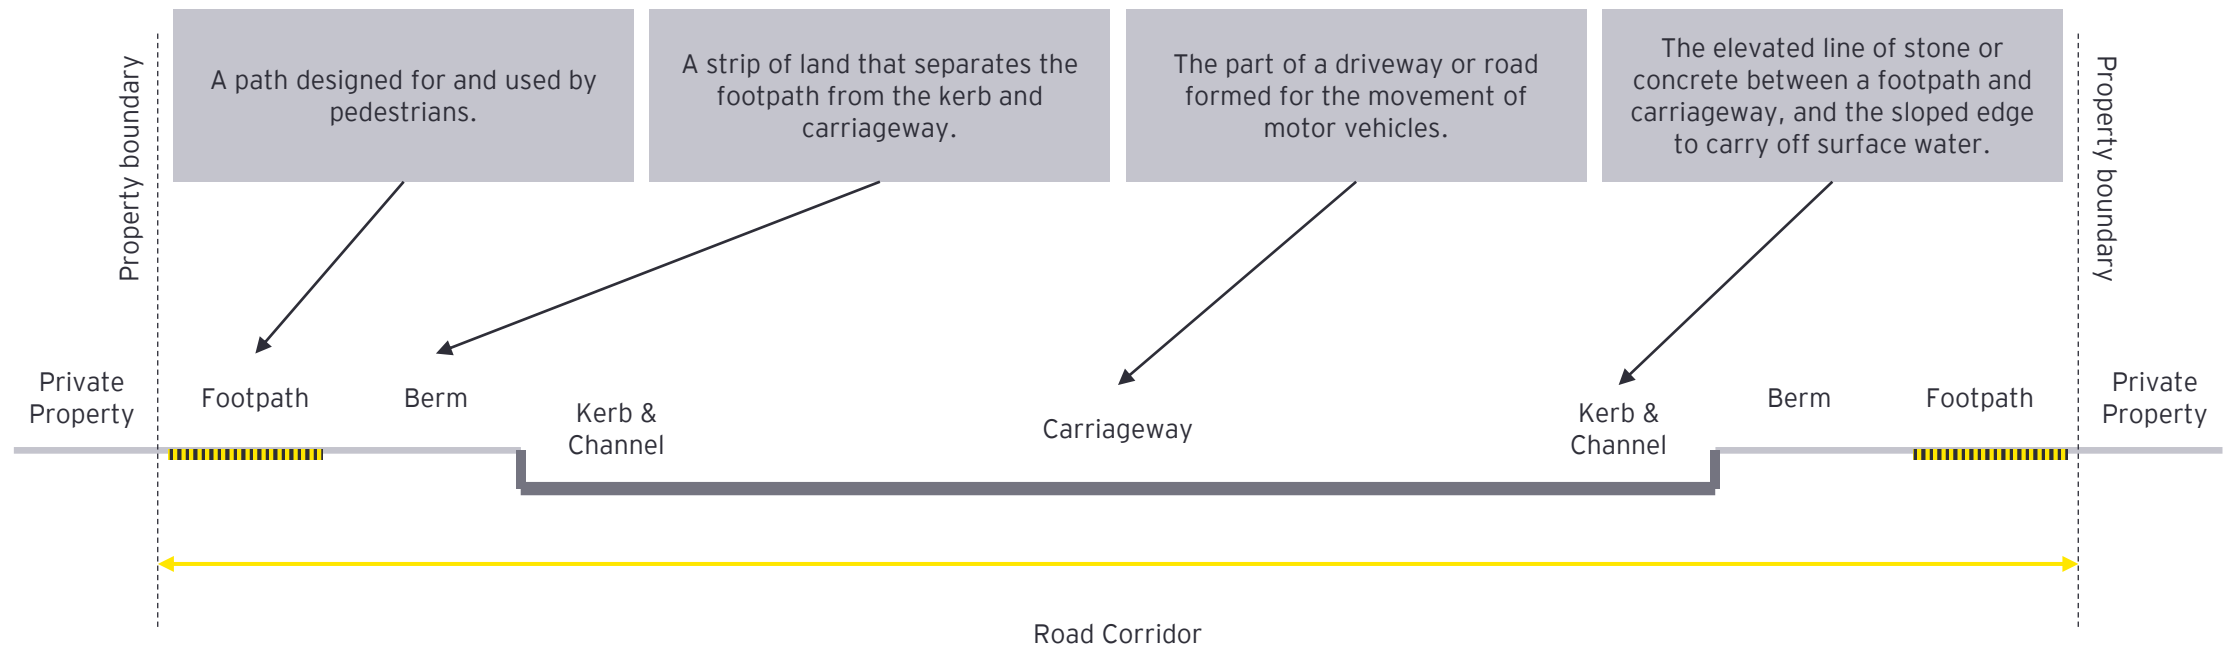 Property boundary
A path designed for and used by
pedestrians.
A strip of land that separates the
footpath from the kerb and
carriageway.
The part of a driveway or road
formed for the movement of
motor vehicles.
The elevated line of stone or
concrete between a footpath and
carriageway, and the sloped edge
to carry off surface water.
Property boundary
Private
Property
Footpath
Berm
Kerb &
Channel
Carriageway
Kerb &
Channel
Berm
Footpath
Private
Property
Road Corridor